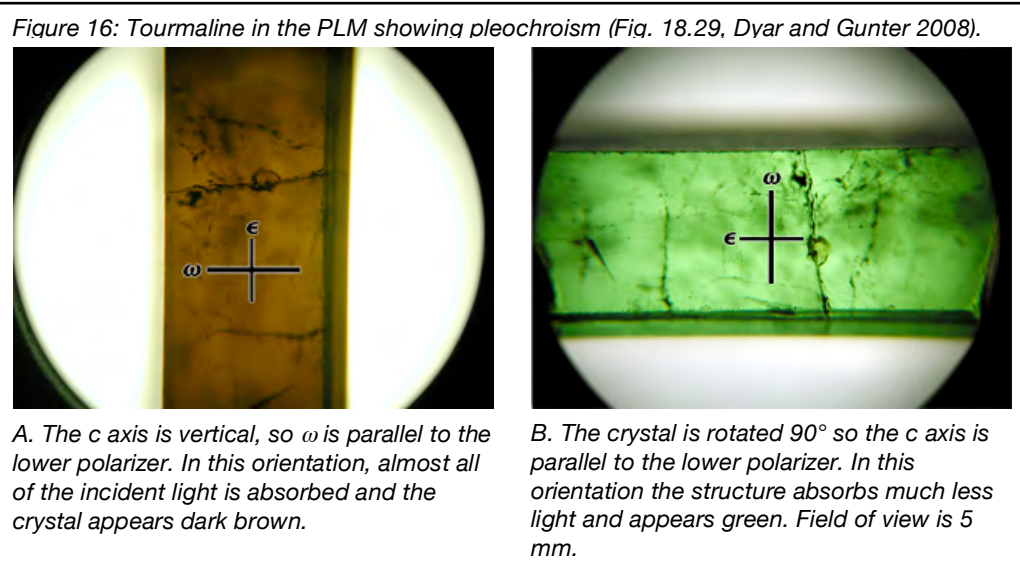 Figure 16: Tourmaline in the PLM showing pleochroism (Fig. 18.29, Dyar and Gunter 2008).
ϵ
ω
ω
ϵ
A. The c axis is vertical, so ω is parallel to the
lower polarizer. In this orientation, almost all
of the incident light is absorbed and the
crystal appears dark brown.
B. The crystal is rotated 90° so the c axis is
parallel to the lower polarizer. In this
orientation the structure absorbs much less
light and appears green. Field of view is 5
mm.